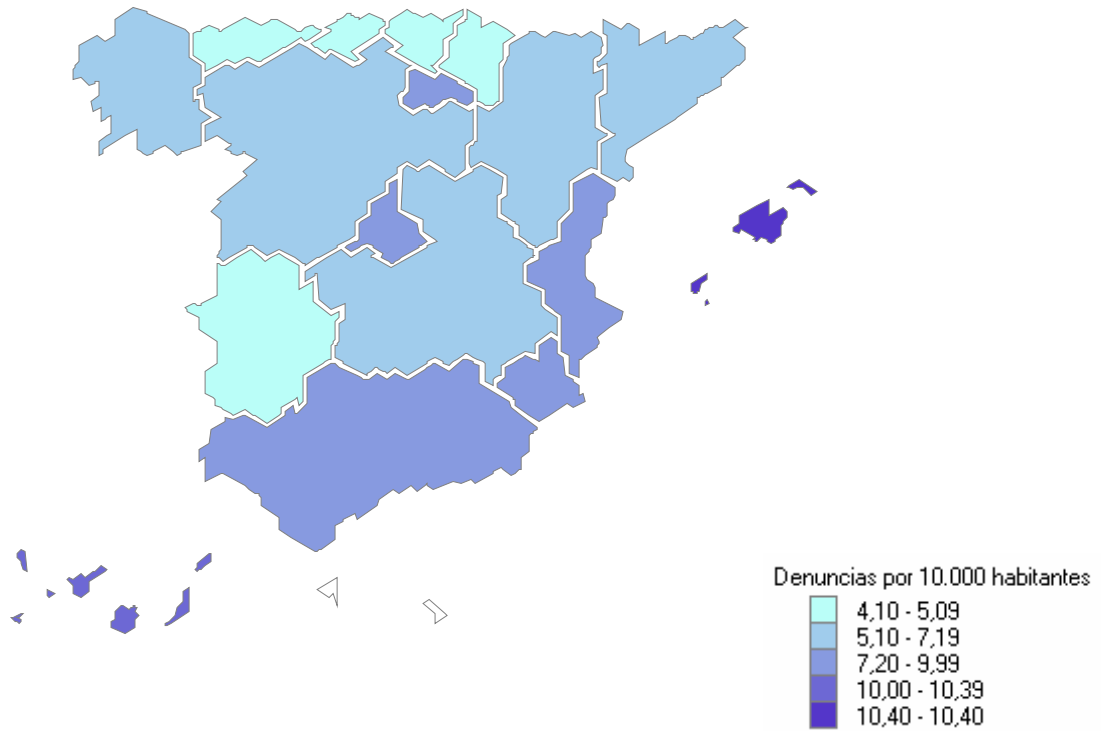 Denuncias por 10.000 habitantes
4,10 - 5,09
5,10 - 7,19
7,20 - 9,99
10,00 - 10,39
10,40 - 10,40